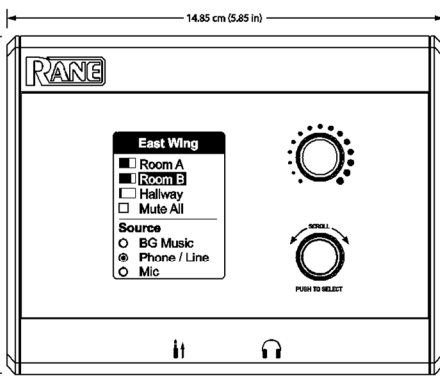 14.85 cm (5.85 in)
RANE
East Wing
Room A
Room B
Hallway
Mute All
Source
BG Music
Phone / Line
Mic
SCROLL
PUSH TO SELECT